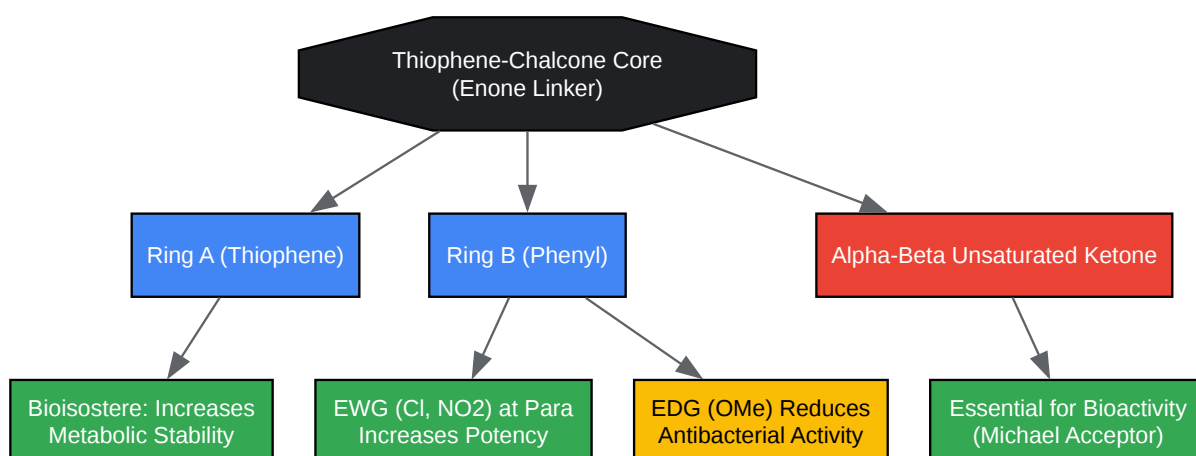 Thiophene-Chalcone Core
(Enone Linker)
Ring A (Thiophene)
Ring B (Phenyl)
Alpha-Beta Unsaturated Ketone
Bioisostere: Increases
Metabolic Stability
EWG (Cl, NO2) at Para
Increases Potency
EDG (OMe) Reduces
Antibacterial Activity
Essential for Bioactivity
(Michael Acceptor)